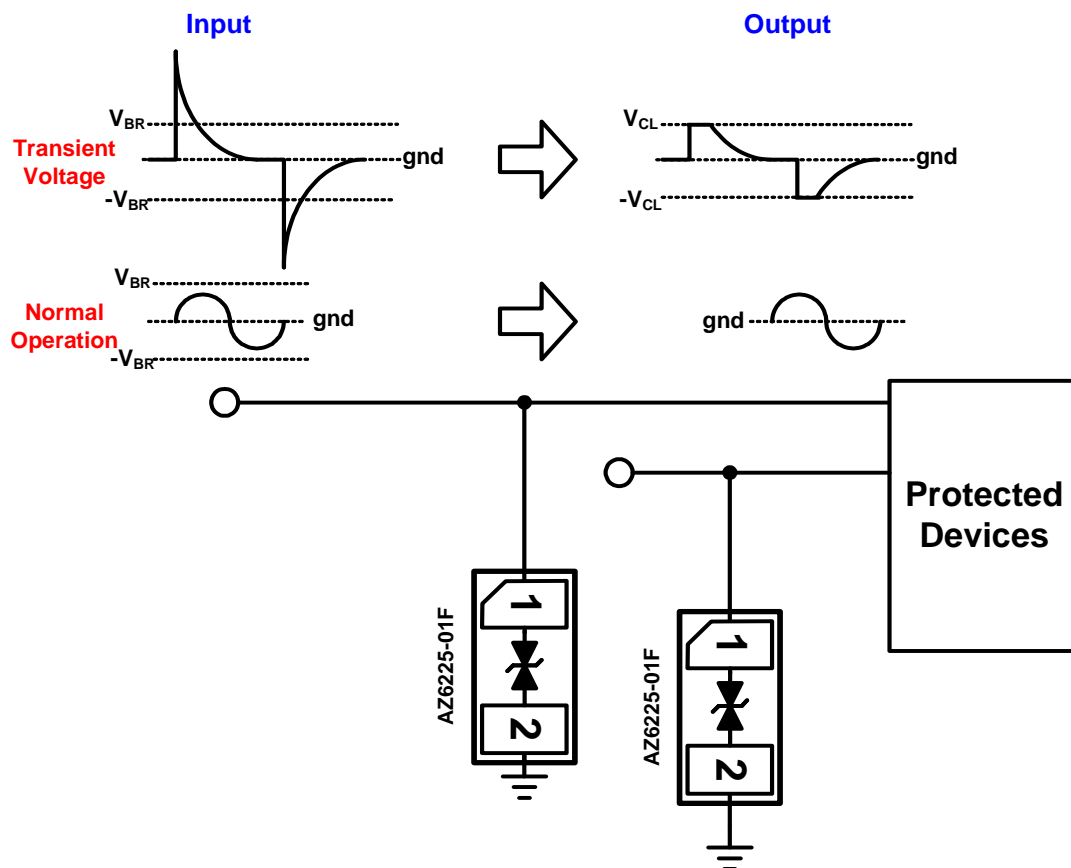 Input
Output
VBR
Transient
Voltage
gnd
-VBR
VCL
gnd
-VCL
VBR
Normal
Operation
gnd
-VBR
gnd
Protected
Devices
AZ6225-01F
1
2
AZ6225-01F
1
2